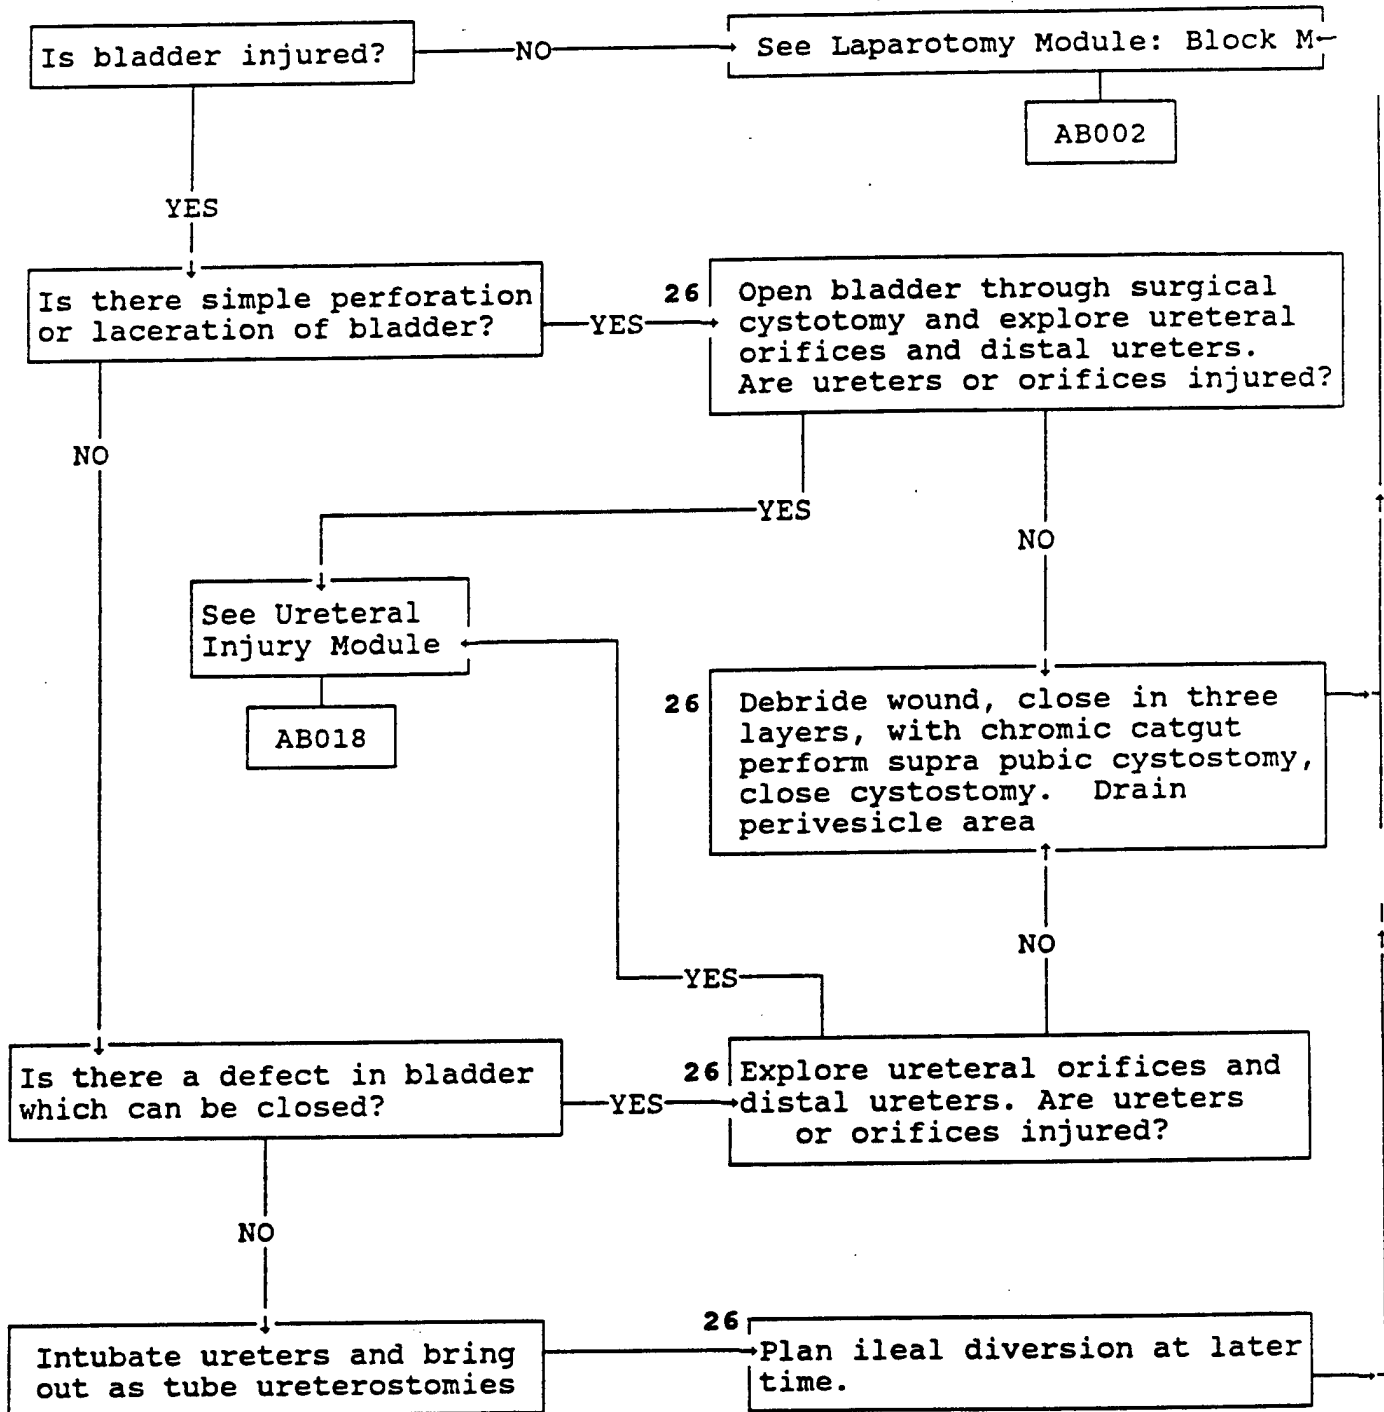 Is bladder injured?
NO
See Laparotomy Module: Block M
AB002
YES
Is there simple perforation
or laceration of bladder?
YES
26
Open bladder through surgical
cystotomy and explore ureteral
orifices and distal ureters.
Are ureters or orifices injured?
NO
YES
NO
See Ureteral
Injury Module
AB018
26
Debride wound, close in three
layers, with chromic catgut
perform supra pubic cystostomy,
close cystostomy. Drain
perivesicle area
NO
YES
Is there a defect in bladder
which can be closed?
YES
26
Explore ureteral orifices and
distal ureters. Are ureters
or orifices injured?
NO
Intubate ureters and bring
out as tube ureterostomies
26
Plan ileal diversion at later
time.